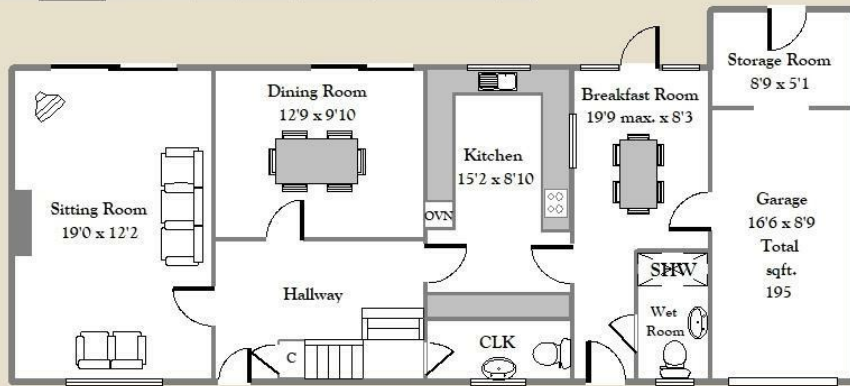 Sitting Room
19'0 x 12'2
Dining Room
12'9 x 9'10
Kitchen
15'2 x 8'10
OVN
Hallway
C
CLK
Breakfast Room
19'9 max. x 8'3
SHW
Wet
Room
Storage Room
8'9 x 5'1
Garage
16'6 x 8'9
Total
sqft.
195